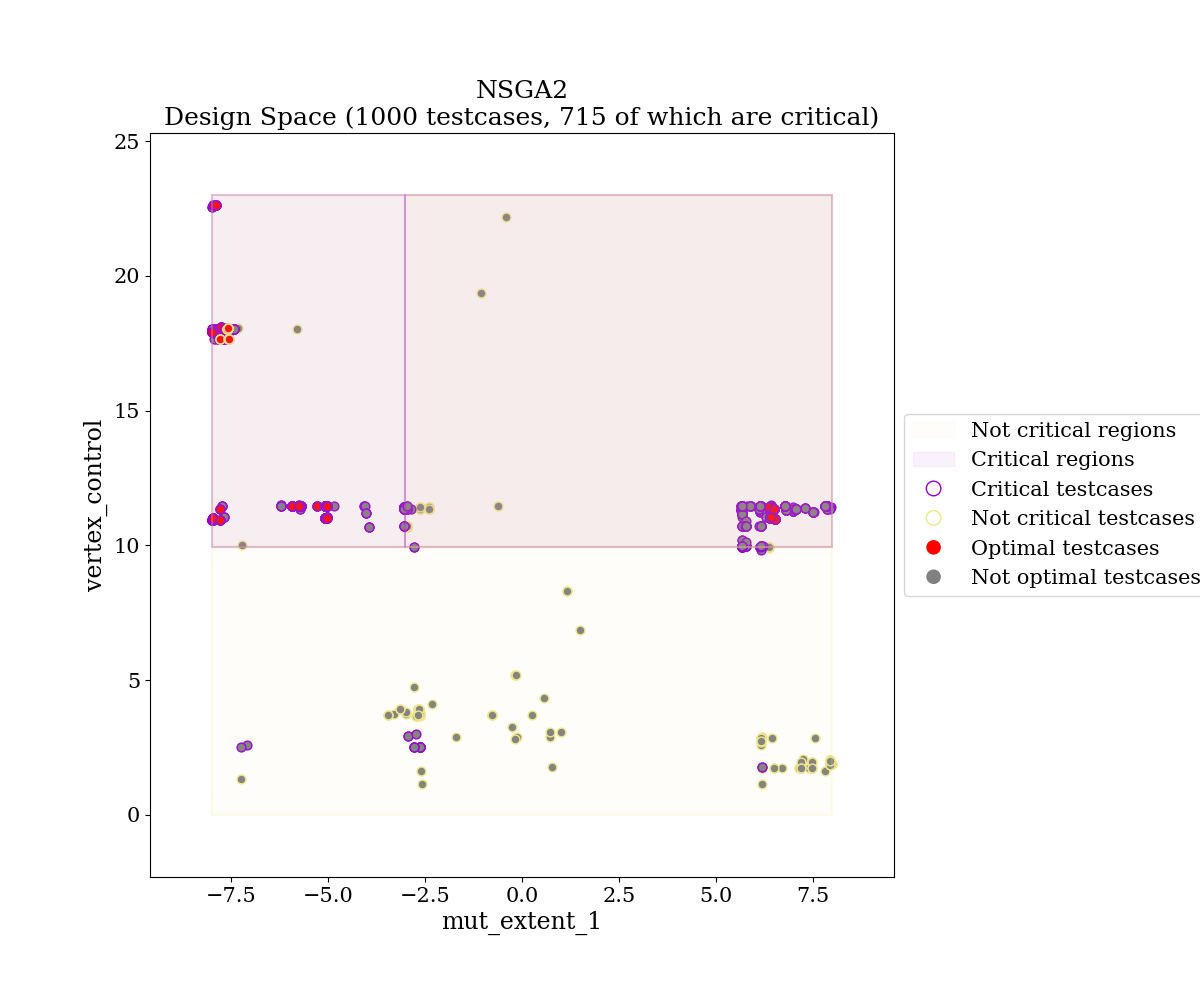 NSGA2
Design Space (1000 testcases, 715 of which are critical)
25
20
15
10
5
0
vertex_control
−7.5
−5.0
−2.5
0.0
2.5
5.0
7.5
mut_extent_1
Not critical regions
Critical regions
Critical testcases
Not critical testcases
Optimal testcases
Not optimal testcases